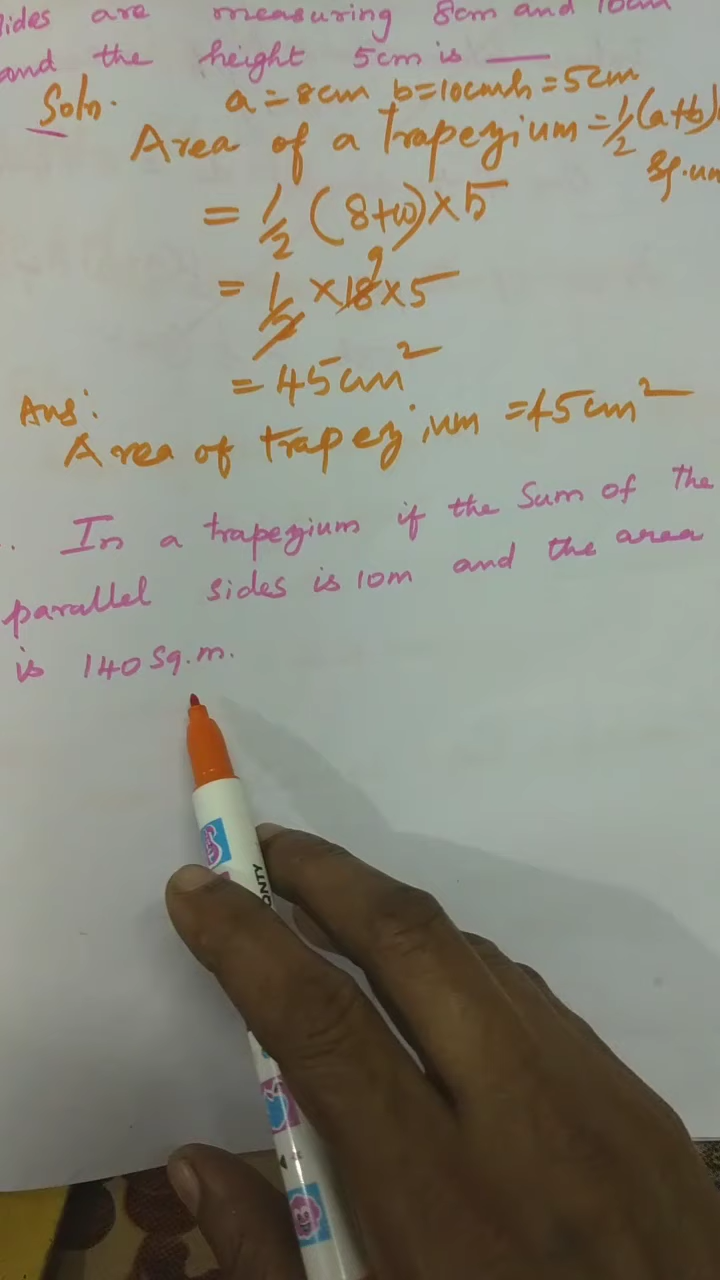 sides are measuring 8cm and 10cm
and the height 5cm is ___
Soln. a = 8cm b=10cm h=5cm
Area of a trapezium = 1/2 (a+b)
Sq.un
= 1/2 (8+10)×5
= 1/2 × 18 × 5
9
= 45cm²
Ans:
Area of trapezium = 45cm²
In a trapezium if the Sum of the
parallel sides is 10m and the area
is 140 Sq.m.